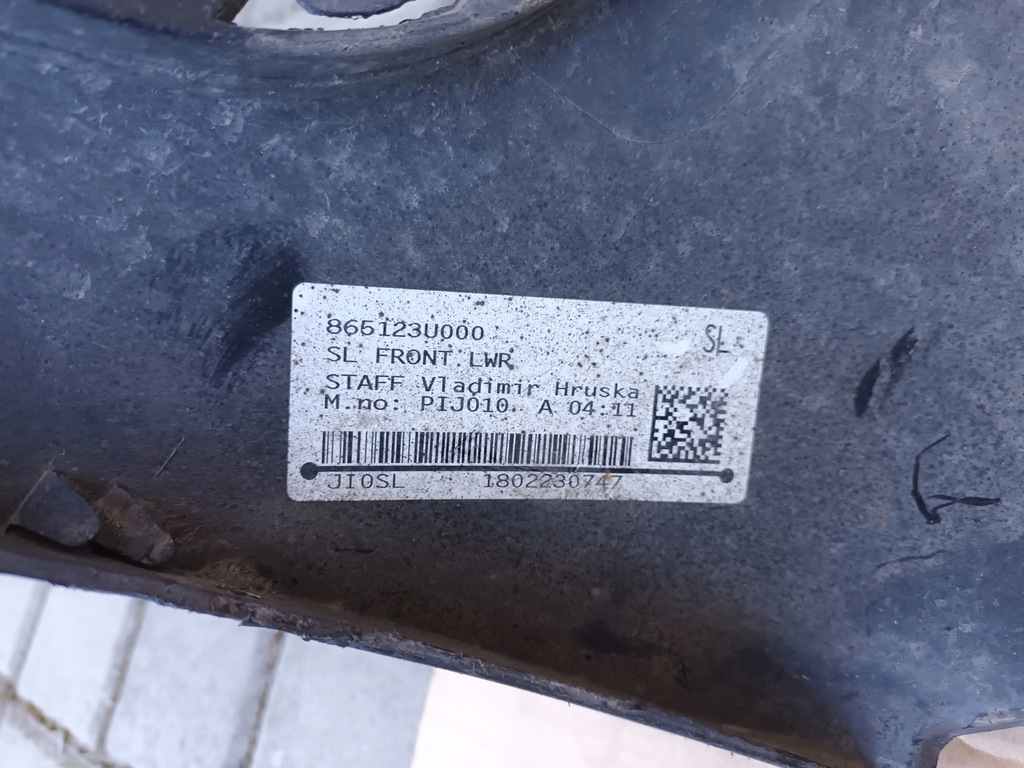 865123U000
SL
SL FRONT LWR
STAFF Vladimir Hruska
M.no: PIJ010. A 04:11
JI0SL 1802230747